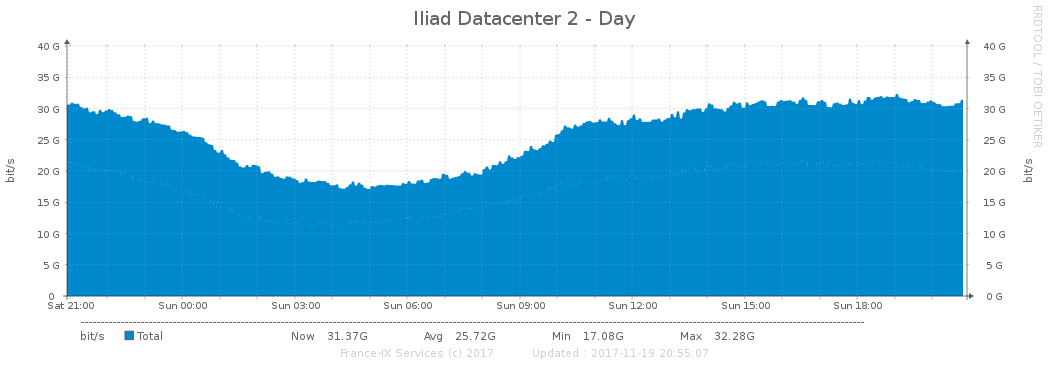 Iliad Datacenter 2 - Day
RRDTOOL / TOBI OETIKER
40 G 40 G
35 G 35 G
30 G 30 G
25 G 25 G
20 G 20 G
15 G 15 G
10 G 10 G
5 G 5 G
0 0 G
bit/s bit/s
Sat 21:00 Sun 00:00 Sun 03:00 Sun 06:00 Sun 09:00 Sun 12:00 Sun 15:00 Sun 18:00
bit/s Total Now 31.37G Avg 25.72G Min 17.08G Max 32.28G
France-IX Services (c) 2017 Updated : 2017-11-19 20:55:07